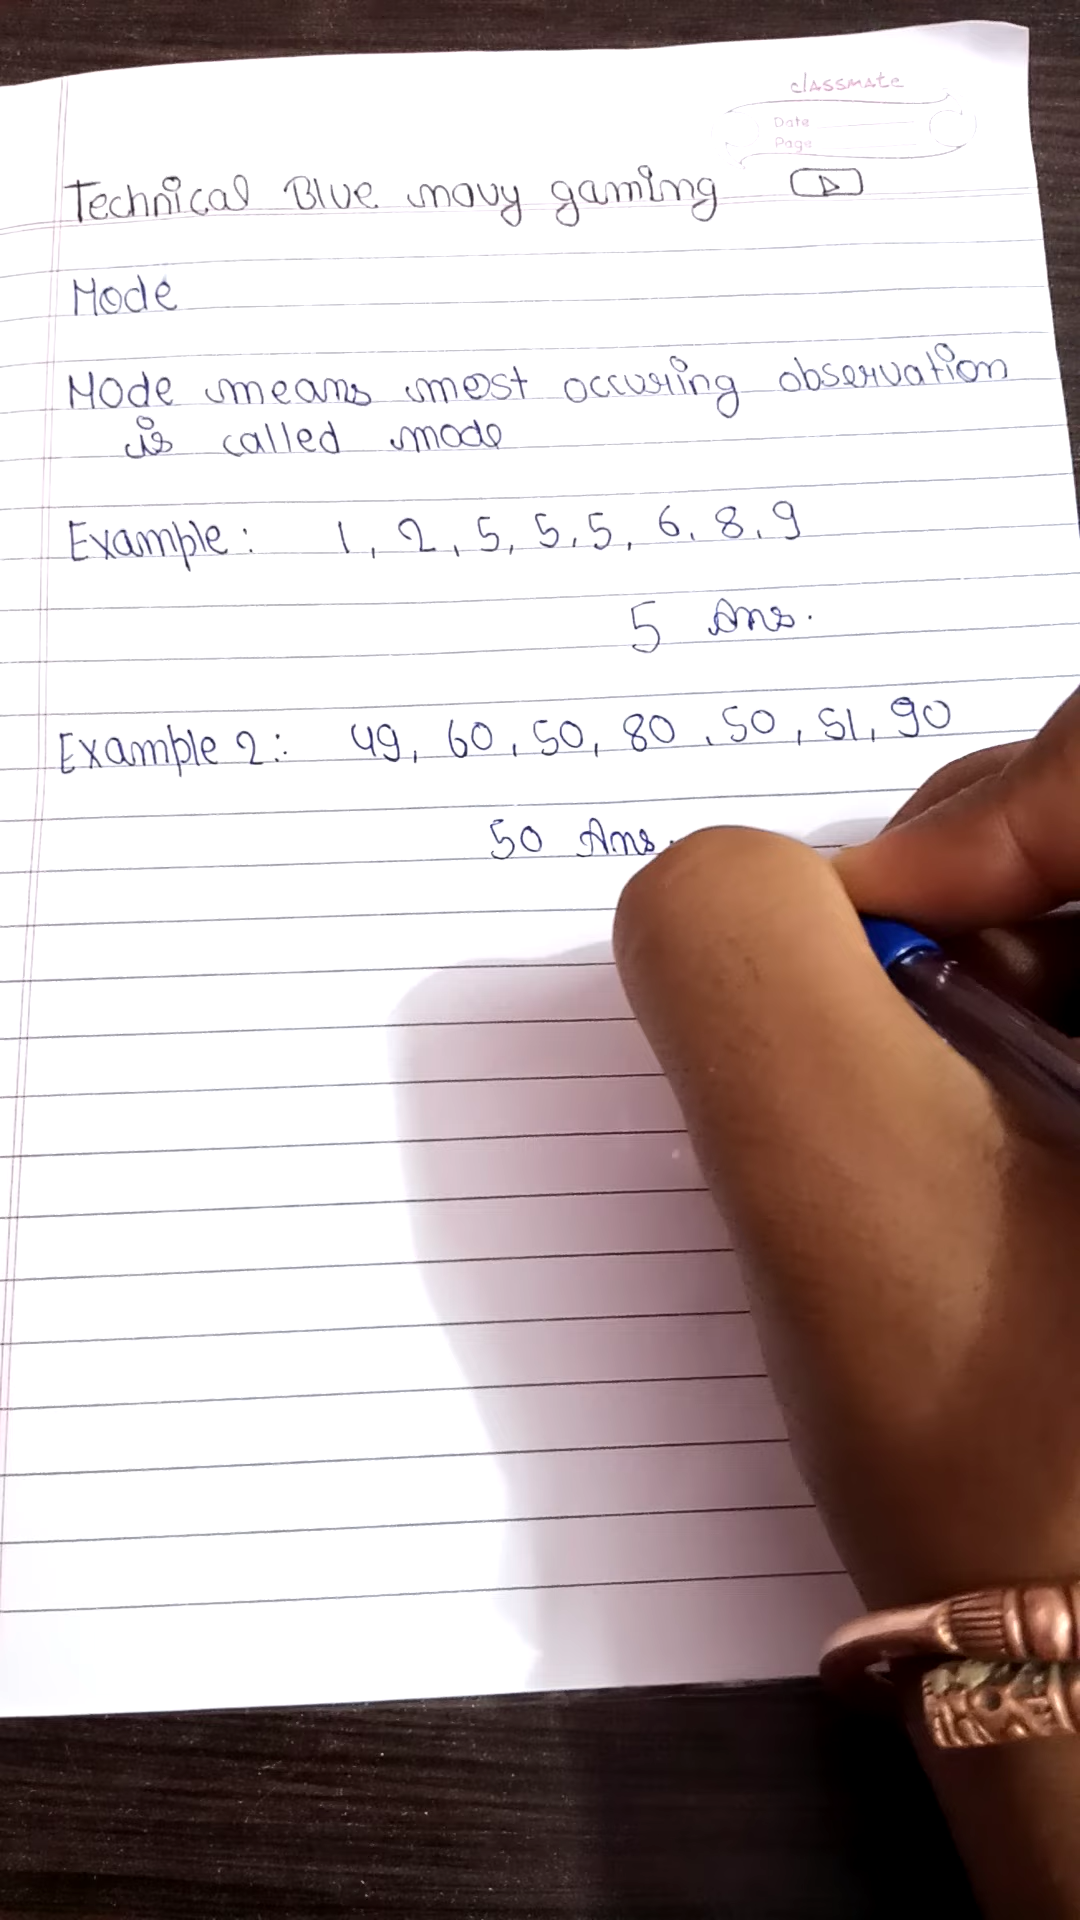 classmate
Date
Page
Technical Blue navy gaming
Mode
Mode means most occuring observation
is called mode
Example: 1, 2, 5, 5, 5, 6, 8, 9
5 Ans.
Example 2: 49, 60, 50, 80, 50, 51, 90
50 Ans.